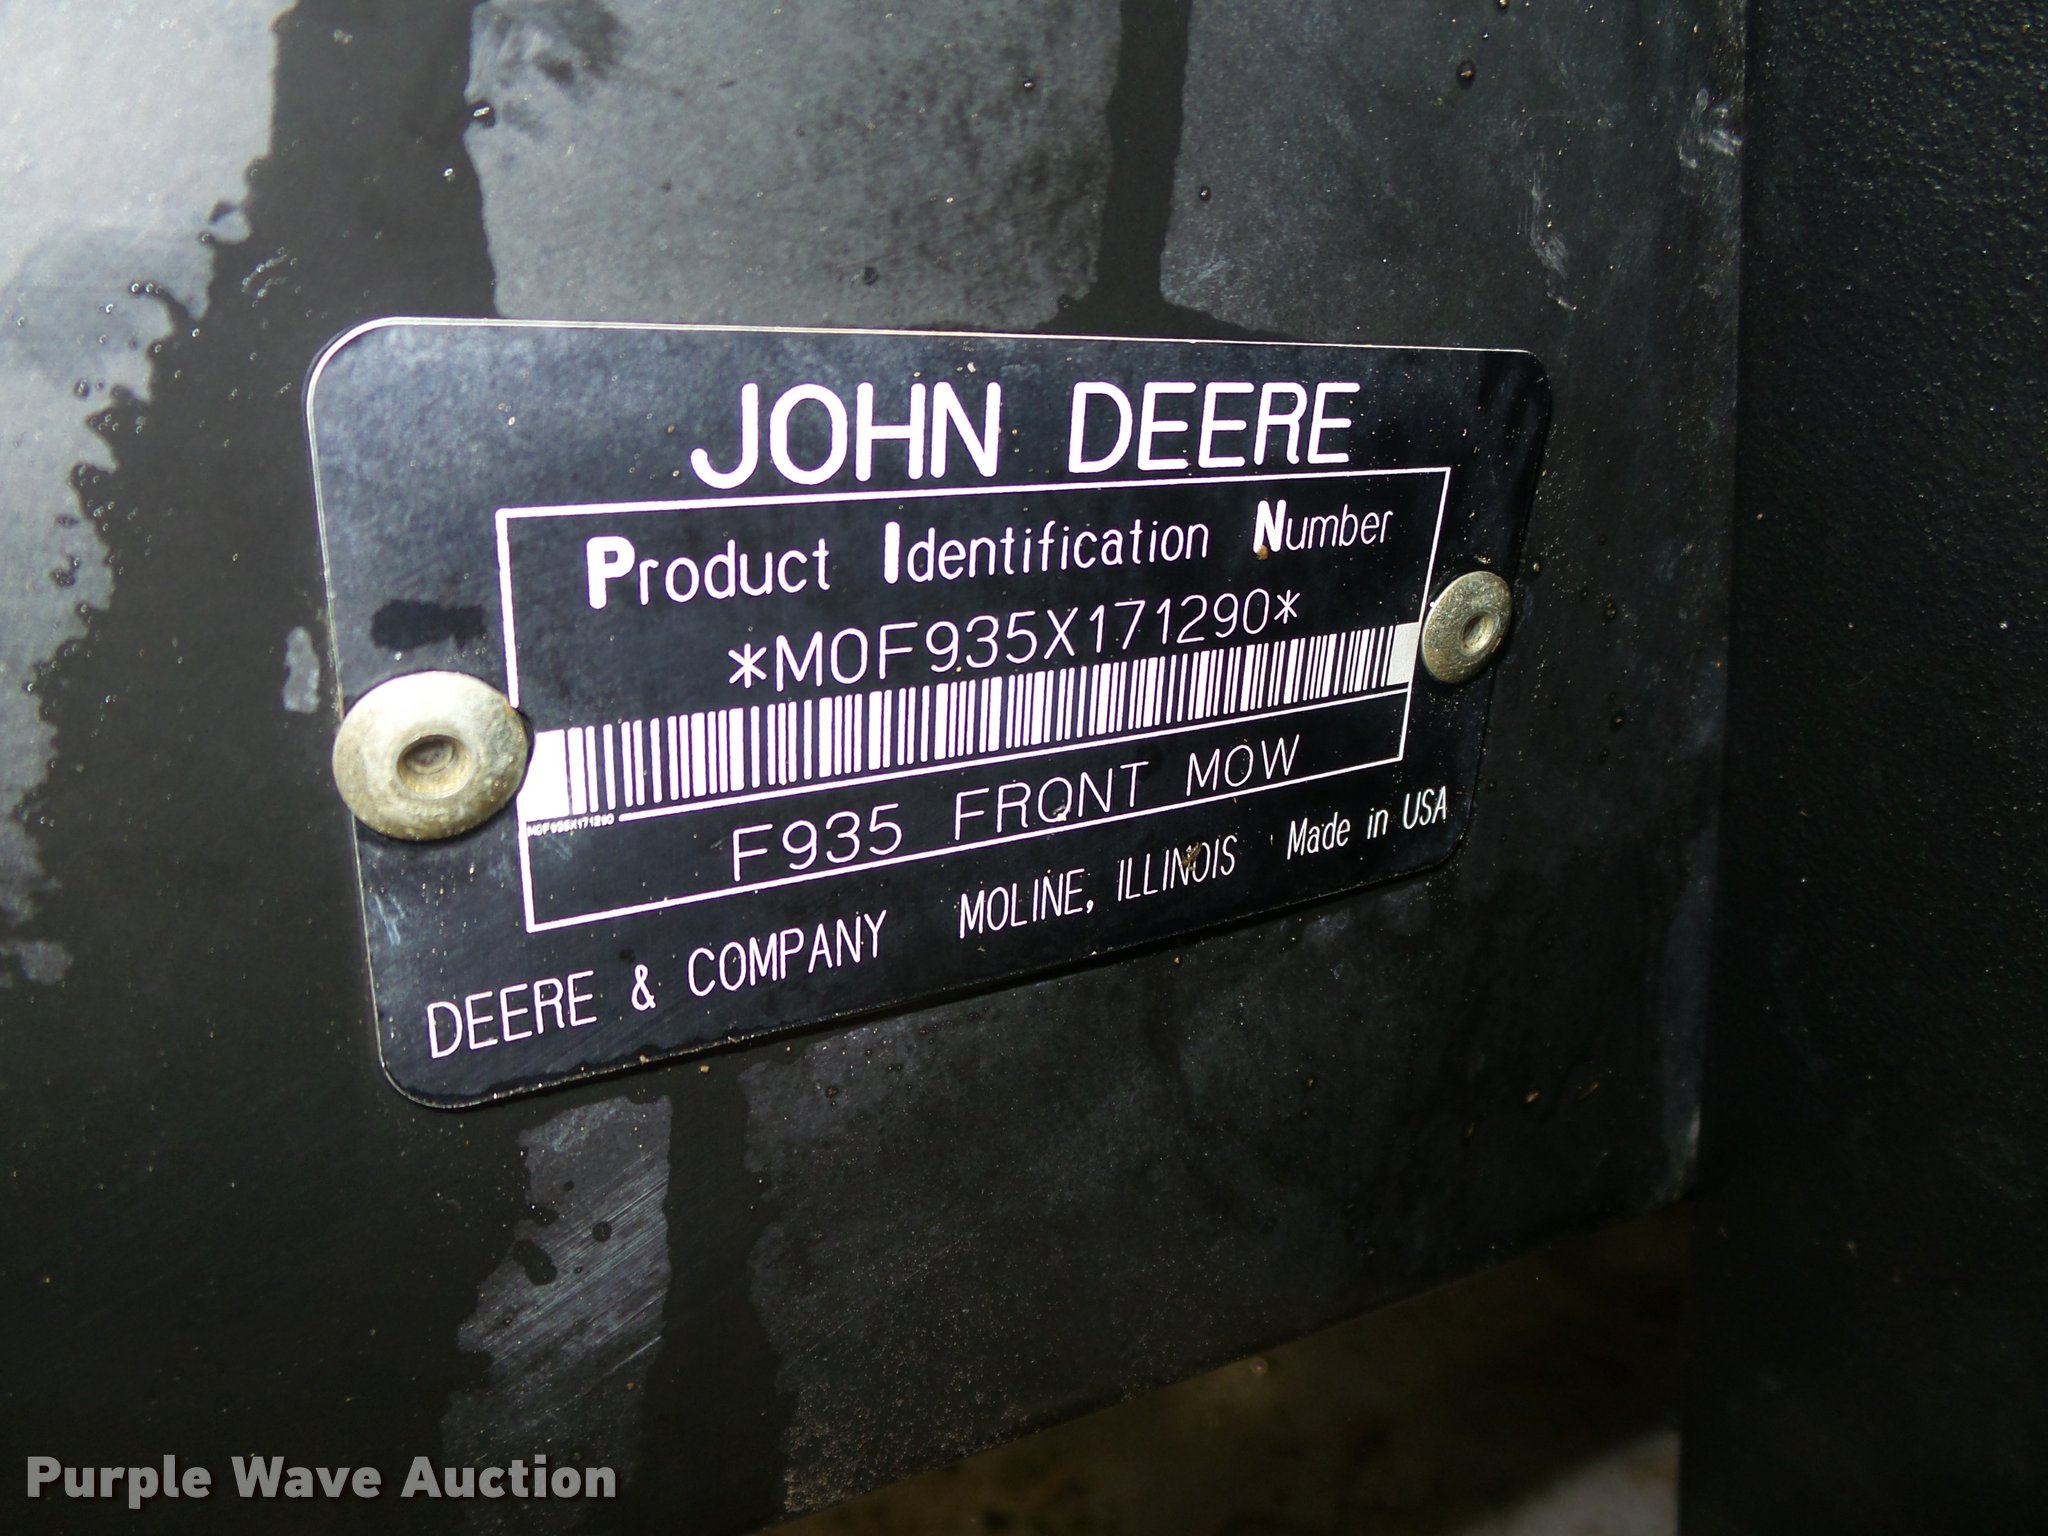 JOHN DEERE
Product Identification Number
*M0F935X171290*
M0F935X171290
F935 FRONT MOW
DEERE & COMPANY MOLINE, ILLINOIS Made in USA
Purple Wave Auction